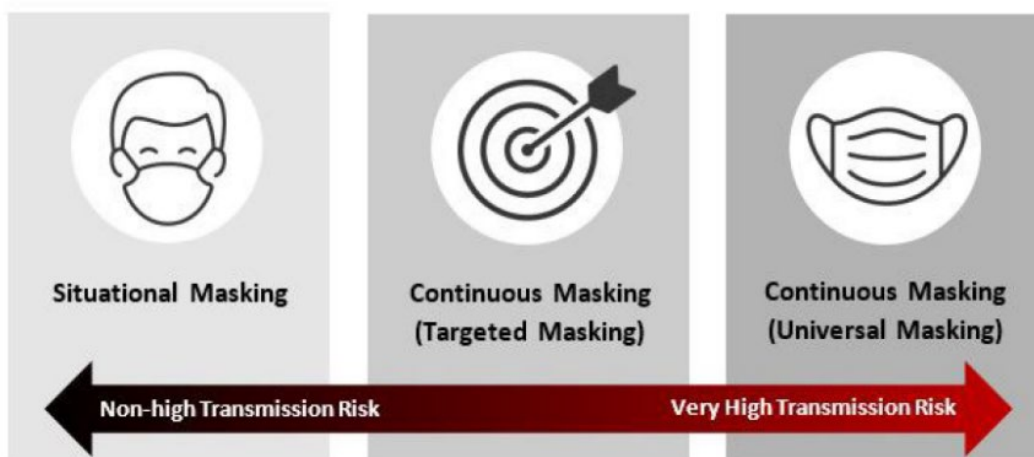 Situational Masking
Continuous Masking
(Targeted Masking)
Continuous Masking
(Universal Masking)
Non-high Transmission Risk
Very High Transmission Risk